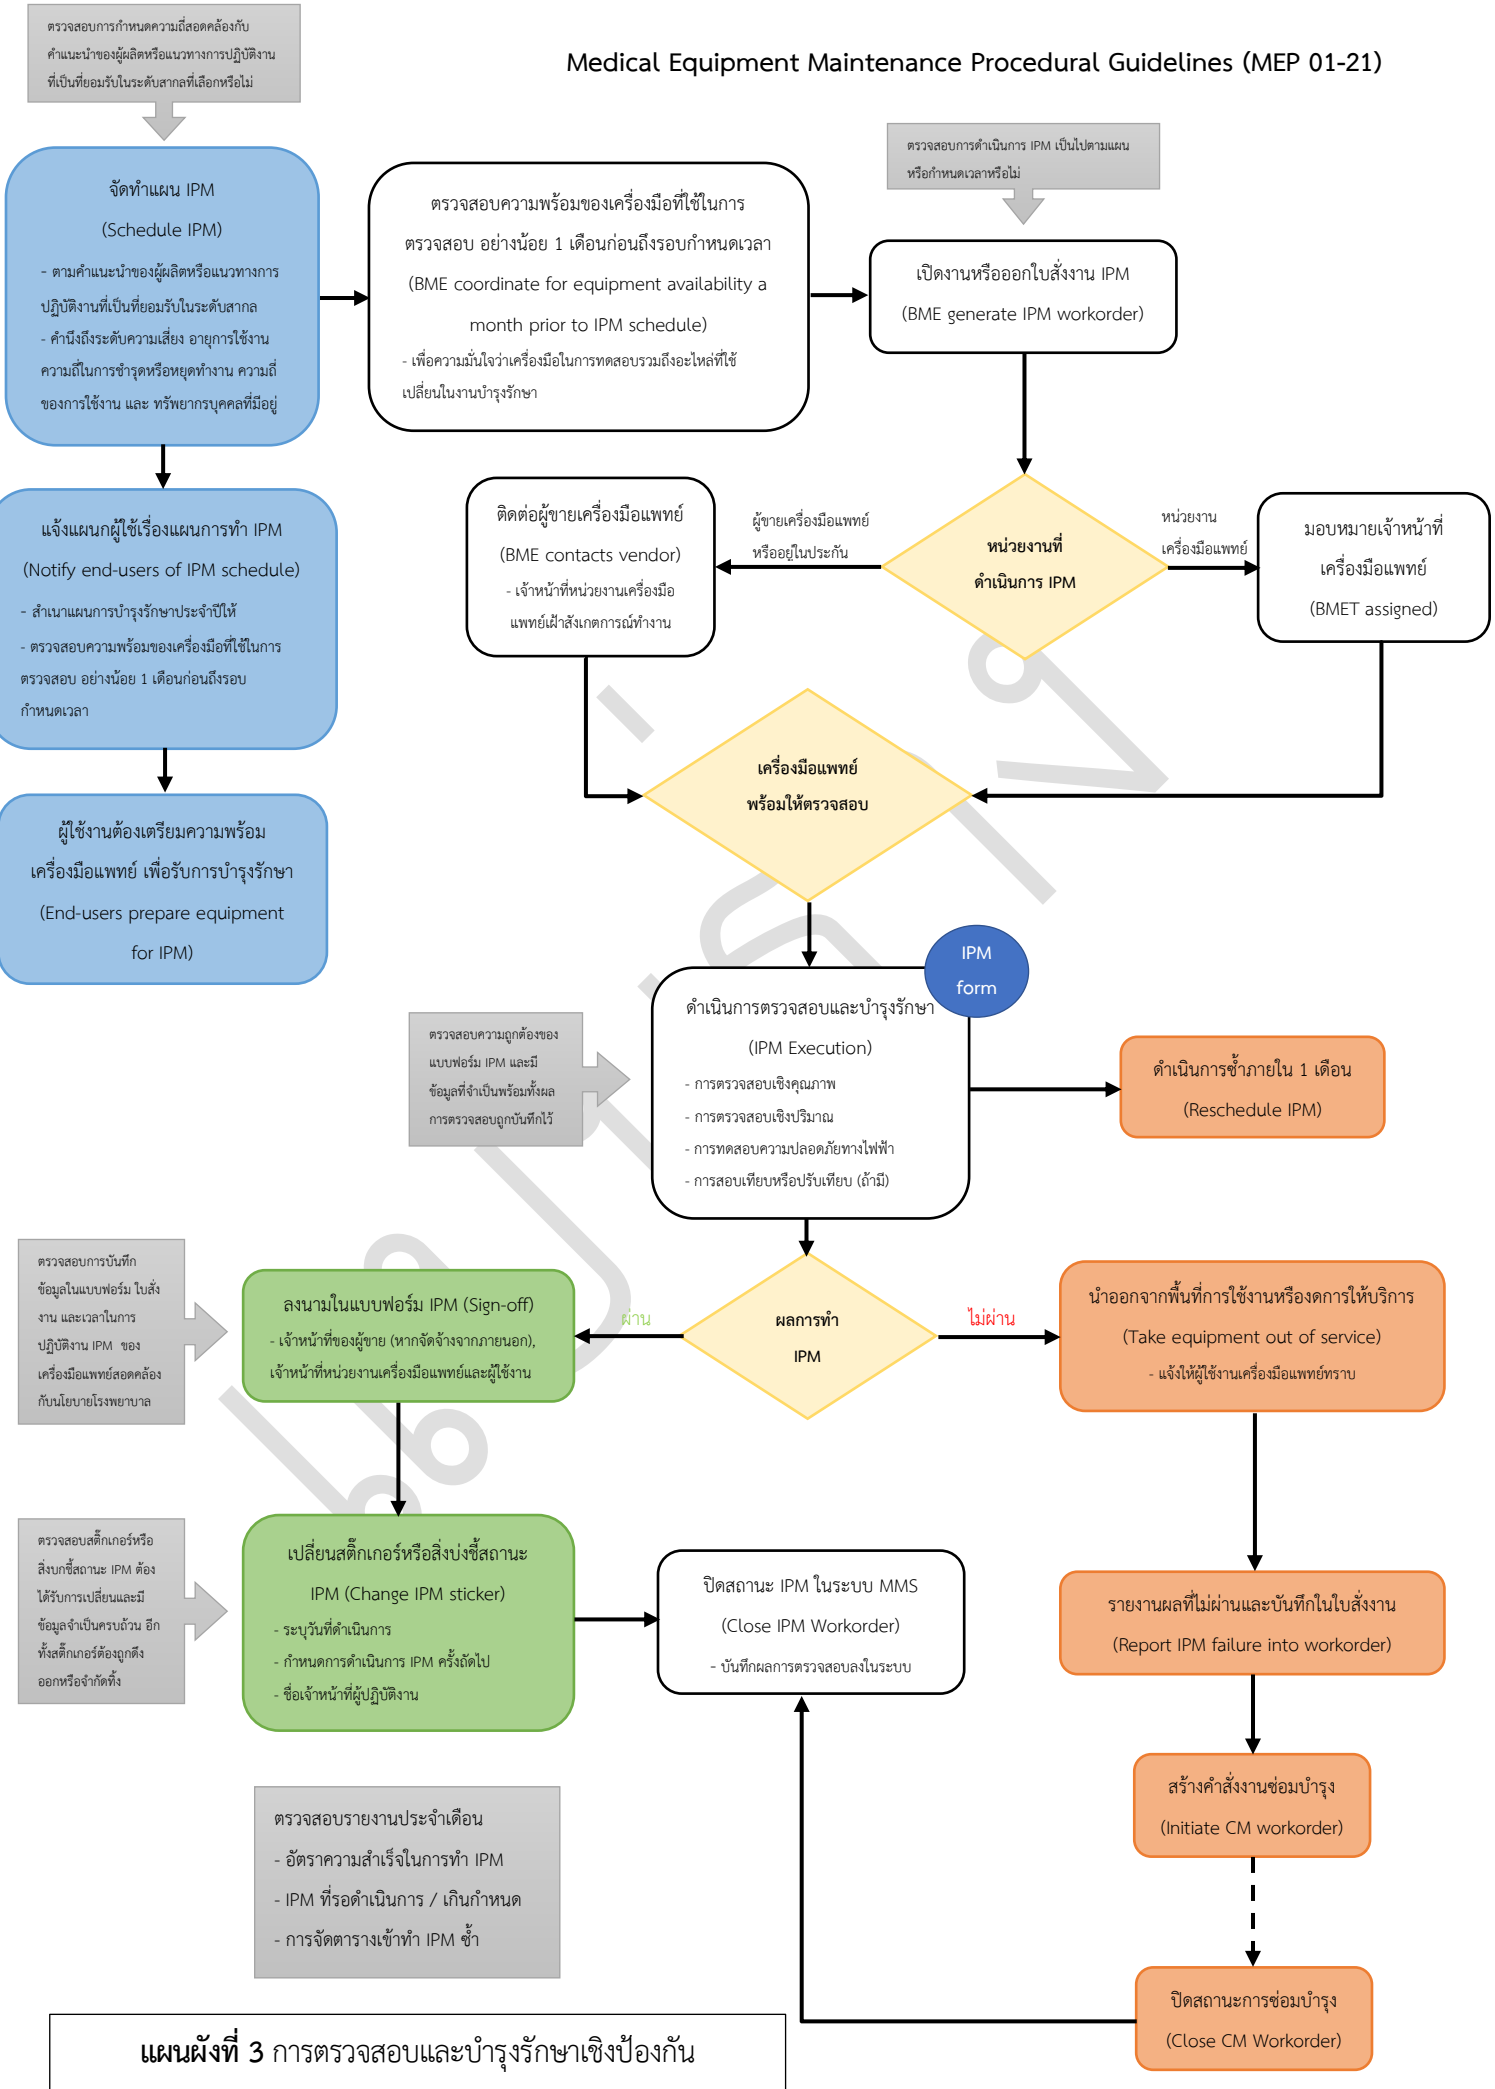 ตรวจสอบการกำหนดความถี่สอดคล้องกับ
คำแนะนำของผู้ผลิตหรือแนวทางการปฏิบัติงาน
ที่เป็นที่ยอมรับในระดับสากลที่เลือกหรือไม่
Medical Equipment Maintenance Procedural Guidelines (MEP 01-21)
ตรวจสอบการดำเนินการ IPM เป็นไปตามแผน
หรือกำหนดเวลาหรือไม่
จัดทำแผน IPM
(Schedule IPM)
- ตามคำแนะนำของผู้ผลิตหรือแนวทางการ
ปฏิบัติงานที่เป็นที่ยอมรับในระดับสากล
- คำนึงถึงระดับความเสี่ยง อายุการใช้งาน
ความถี่ในการชำรุดหรือหยุดทำงาน ความถี่
ของการใช้งาน และ ทรัพยากรบุคคลที่มีอยู่
ตรวจสอบความพร้อมของเครื่องมือที่ใช้ในการ
ตรวจสอบ อย่างน้อย 1 เดือนก่อนถึงรอบกำหนดเวลา
(BME coordinate for equipment availability a
month prior to IPM schedule)
- เพื่อความมั่นใจว่าเครื่องมือในการทดสอบรวมถึงอะไหล่ที่ใช้
เปลี่ยนในงานบำรุงรักษา
เปิดงานหรือออกใบสั่งงาน IPM
(BME generate IPM workorder)
แจ้งแผนกผู้ใช้เรื่องแผนการทำ IPM
(Notify end-users of IPM schedule)
- สำเนาแผนการบำรุงรักษาประจำปีให้
- ตรวจสอบความพร้อมของเครื่องมือที่ใช้ในการ
ตรวจสอบ อย่างน้อย 1 เดือนก่อนถึงรอบ
กำหนดเวลา
ติดต่อผู้ขายเครื่องมือแพทย์
(BME contacts vendor)
- เจ้าหน้าที่หน่วยงานเครื่องมือ
แพทย์เฝ้าสังเกตการณ์ทำงาน
ผู้ขายเครื่องมือแพทย์
หรืออยู่ในประกัน
หน่วยงานที่
ดำเนินการ IPM
หน่วยงาน
เครื่องมือแพทย์
มอบหมายเจ้าหน้าที่
เครื่องมือแพทย์
(BMET assigned)
เครื่องมือแพทย์
พร้อมให้ตรวจสอบ
ผู้ใช้งานต้องเตรียมความพร้อม
เครื่องมือแพทย์ เพื่อรับการบำรุงรักษา
(End-users prepare equipment
for IPM)
IPM
form
ดำเนินการตรวจสอบและบำรุงรักษา
(IPM Execution)
- การตรวจสอบเชิงคุณภาพ
- การตรวจสอบเชิงปริมาณ
- การทดสอบความปลอดภัยทางไฟฟ้า
- การสอบเทียบหรือปรับเทียบ (ถ้ามี)
ตรวจสอบความถูกต้องของ
แบบฟอร์ม IPM และมี
ข้อมูลที่จำเป็นพร้อมทั้งผล
การตรวจสอบถูกบันทึกไว้
ดำเนินการซ้ำภายใน 1 เดือน
(Reschedule IPM)
ตรวจสอบการบันทึก
ข้อมูลในแบบฟอร์ม ใบสั่ง
งาน และเวลาในการ
ปฏิบัติงาน IPM ของ
เครื่องมือแพทย์สอดคล้อง
กับนโยบายโรงพยาบาล
ลงนามในแบบฟอร์ม IPM (Sign-off)
- เจ้าหน้าที่ของผู้ขาย (หากจัดจ้างจากภายนอก),
เจ้าหน้าที่หน่วยงานเครื่องมือแพทย์และผู้ใช้งาน
ผ่าน
ผลการทำ
IPM
ไม่ผ่าน
นำออกจากพื้นที่การใช้งานหรืองดการให้บริการ
(Take equipment out of service)
- แจ้งให้ผู้ใช้งานเครื่องมือแพทย์ทราบ
ตรวจสอบสติ๊กเกอร์หรือ
สิ่งบกชี้สถานะ IPM ต้อง
ได้รับการเปลี่ยนและมี
ข้อมูลจำเป็นครบถ้วน อีก
ทั้งสติ๊กเกอร์ต้องถูกดึง
ออกหรือจำกัดทิ้ง
เปลี่ยนสติ๊กเกอร์หรือสิ่งบ่งชี้สถานะ
IPM (Change IPM sticker)
- ระบุวันที่ดำเนินการ
- กำหนดการดำเนินการ IPM ครั้งถัดไป
- ชื่อเจ้าหน้าที่ผู้ปฏิบัติงาน
ปิดสถานะ IPM ในระบบ MMS
(Close IPM Workorder)
- บันทึกผลการตรวจสอบลงในระบบ
รายงานผลที่ไม่ผ่านและบันทึกในใบสั่งงาน
(Report IPM failure into workorder)
สร้างคำสั่งงานซ่อมบำรุง
(Initiate CM workorder)
ตรวจสอบรายงานประจำเดือน
- อัตราความสำเร็จในการทำ IPM
- IPM ที่รอดำเนินการ / เกินกำหนด
- การจัดตารางเข้าทำ IPM ซ้ำ
ปิดสถานะการซ่อมบำรุง
(Close CM Workorder)
แผนผังที่ 3 การตรวจสอบและบำรุงรักษาเชิงป้องกัน